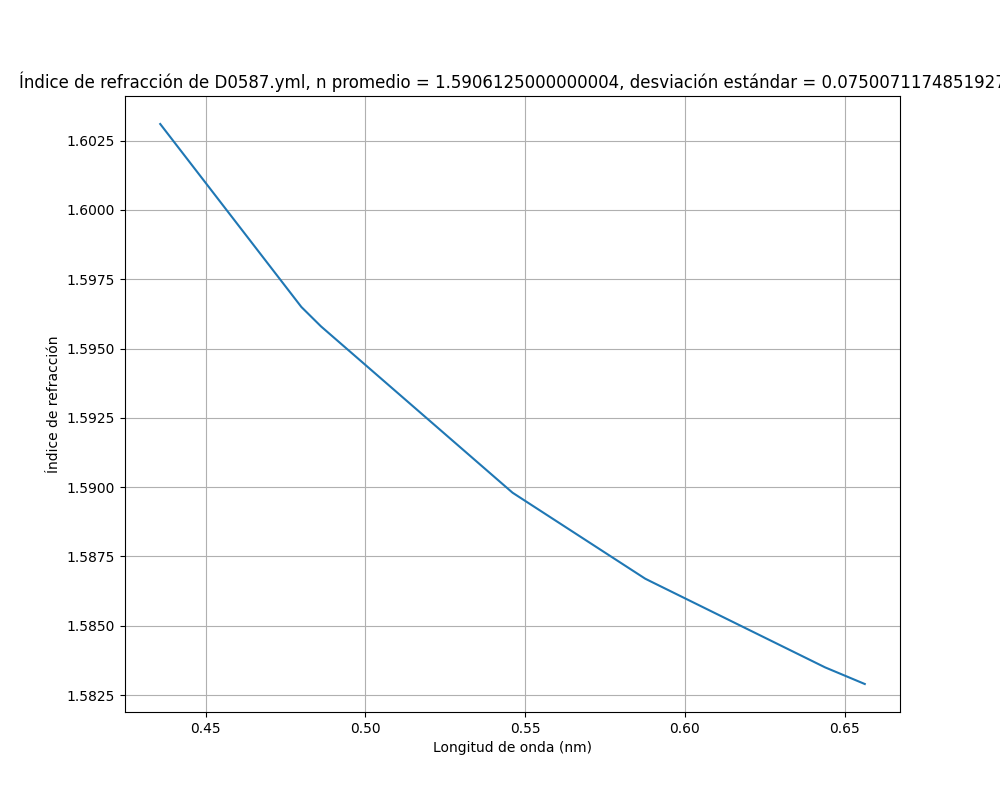 Índice de refracción de D0587.yml, n promedio = 1.5906125000000004, desviación estándar = 0.0750071174851927
1.6025
1.6000
1.5975
1.5950
1.5925
1.5900
1.5875
1.5850
1.5825
Índice de refracción
0.45 0.50 0.55 0.60 0.65
Longitud de onda (nm)